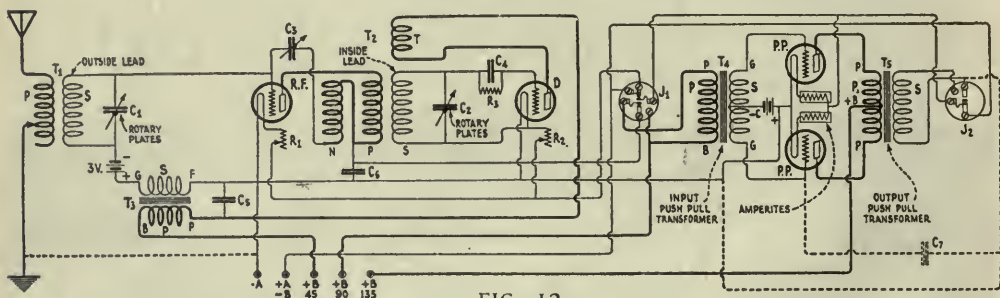 T1
OUTSIDE LEAD
P
S
C1
ROTARY
PLATES
3V.
-
+
G
S
F
T3
B
P
P
C5
C3
R.F.
R1
N
P
C6
T2
T
INSIDE
LEAD
S
C2
ROTARY
PLATES
C4
R3
D
R2
J1
P
T4
G
S
B
G
-C
+
P.P.
P.P.
INPUT
PUSH PULL
TRANSFORMER
AMPERITES
P
T5
P
+B
S
P
OUTPUT
PUSH PULL
TRANSFORMER
J2
C7
-A
+A
-B
+B
45
+B
90
+B
135
FIG. 12